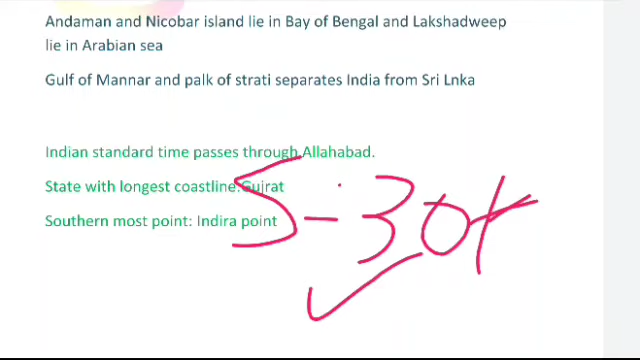 Andaman and Nicobar island lie in Bay of Bengal and Lakshadweep
lie in Arabian sea
Gulf of Mannar and palk of strati separates India from Sri Lnka
Indian standard time passes through Allahabad.
State with longest coastline:Gujrat
Southern most point: Indira point
5-30